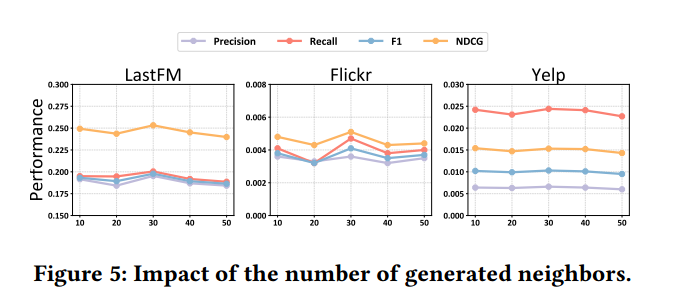 Precision Recall F1 NDCG
LastFM Flickr Yelp
Performance
0.300
0.275
0.250
0.225
0.200
0.175
0.150
10 20 30 40 50
0.008
0.006
0.004
0.002
0.000
10 20 30 40 50
0.030
0.025
0.020
0.015
0.010
0.005
0.000
10 20 30 40 50
Figure 5: Impact of the number of generated neighbors.